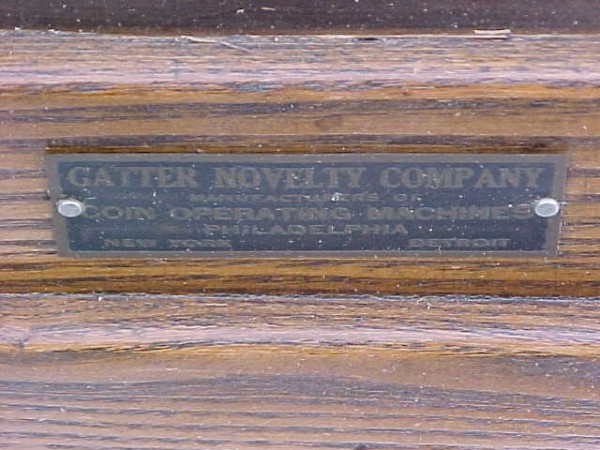 GATTER NOVELTY COMPANY
MANUFACTURERS OF
COIN OPERATING MACHINES
PHILADELPHIA
NEW YORK DETROIT